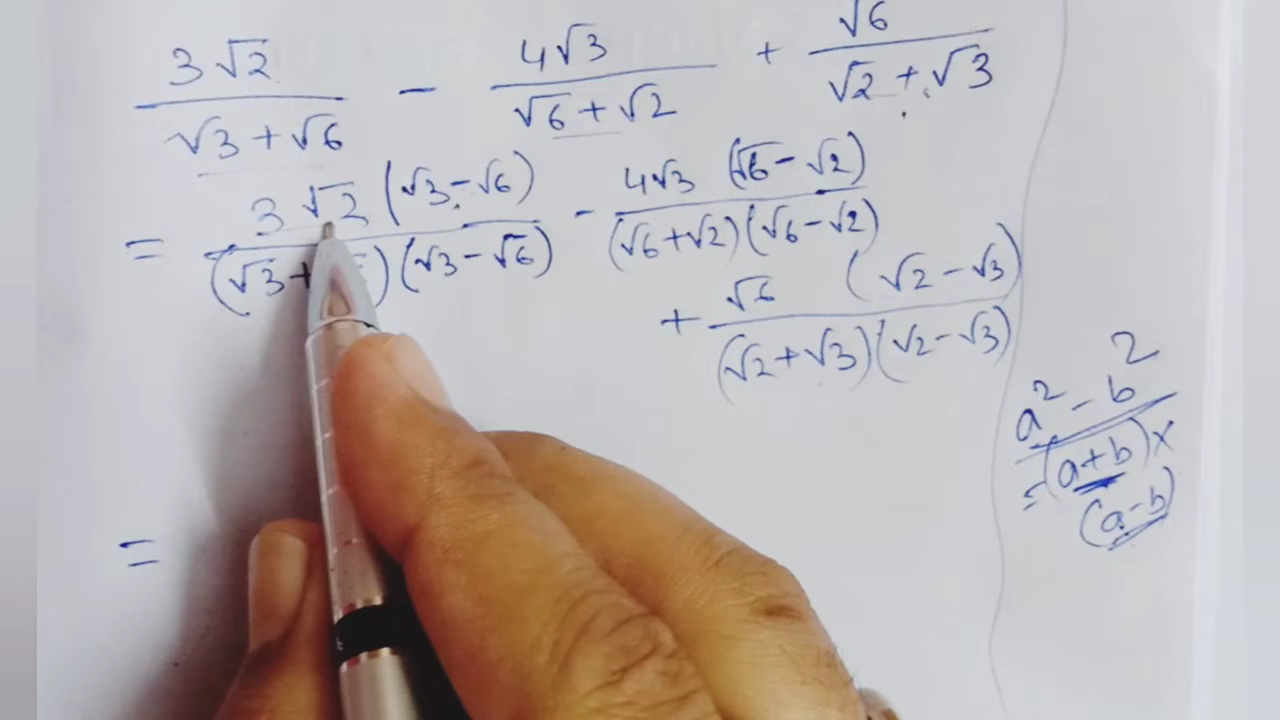 3√2 / (√3 + √6) - 4√3 / (√6 + √2) + √6 / (√2 + √3)
= 3√2 (√3 - √6) / (√3+ )(√3 - √6) - 4√3 (√6 - √2) / (√6 + √2)(√6 - √2)
+ √6 (√2 - √3) / (√2 + √3)(√2 - √3)
a² - b²
= (a+b) ×
(a-b)
=